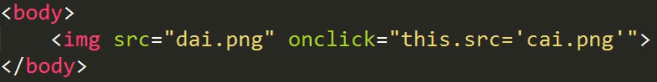 <body>
    <img src="dai.png" onclick="this.src='cai.png'">
</body>